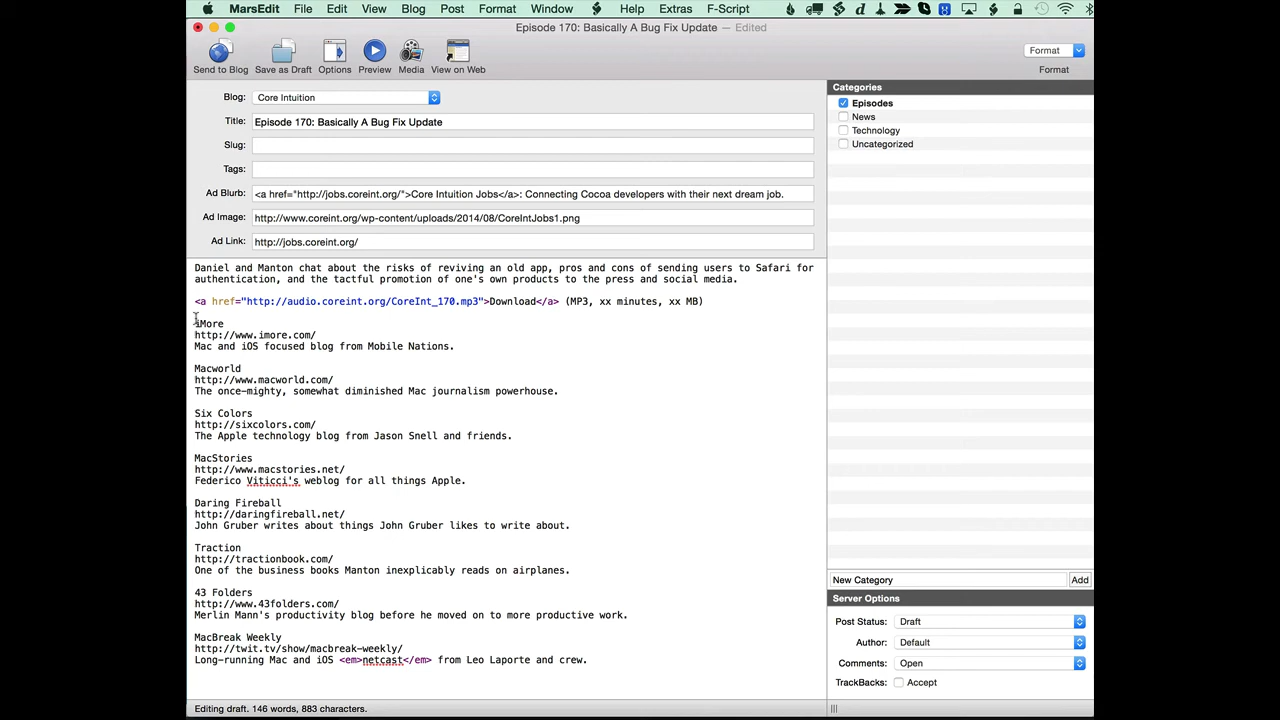 MarsEdit File Edit View Blog Post Format Window Help Extras F-Script
Episode 170: Basically A Bug Fix Update — Edited
Send to Blog Save as Draft Options Preview Media View on Web
Format
Format
Blog: Core Intuition
Title: Episode 170: Basically A Bug Fix Update
Slug:
Tags:
Ad Blurb: <a href="http://jobs.coreint.org/">Core Intuition Jobs</a>: Connecting Cocoa developers with their next dream job.
Ad Image: http://www.coreint.org/wp-content/uploads/2014/08/CoreIntJobs1.png
Ad Link: http://jobs.coreint.org/
Daniel and Manton chat about the risks of reviving an old app, pros and cons of sending users to Safari for
authentication, and the tactful promotion of one's own products to the press and social media.
<a href="http://audio.coreint.org/CoreInt_170.mp3">Download</a> (MP3, xx minutes, xx MB)
iMore
http://www.imore.com/
Mac and iOS focused blog from Mobile Nations.
Macworld
http://www.macworld.com/
The once-mighty, somewhat diminished Mac journalism powerhouse.
Six Colors
http://sixcolors.com/
The Apple technology blog from Jason Snell and friends.
MacStories
http://www.macstories.net/
Federico Viticci's weblog for all things Apple.
Daring Fireball
http://daringfireball.net/
John Gruber writes about things John Gruber likes to write about.
Traction
http://tractionbook.com/
One of the business books Manton inexplicably reads on airplanes.
43 Folders
http://www.43folders.com/
Merlin Mann's productivity blog before he moved on to more productive work.
MacBreak Weekly
http://twit.tv/show/macbreak-weekly/
Long-running Mac and iOS <em>netcast</em> from Leo Laporte and crew.
Editing draft. 146 words, 883 characters.
Categories
Episodes
News
Technology
Uncategorized
New Category Add
Server Options
Post Status: Draft
Author: Default
Comments: Open
TrackBacks: Accept